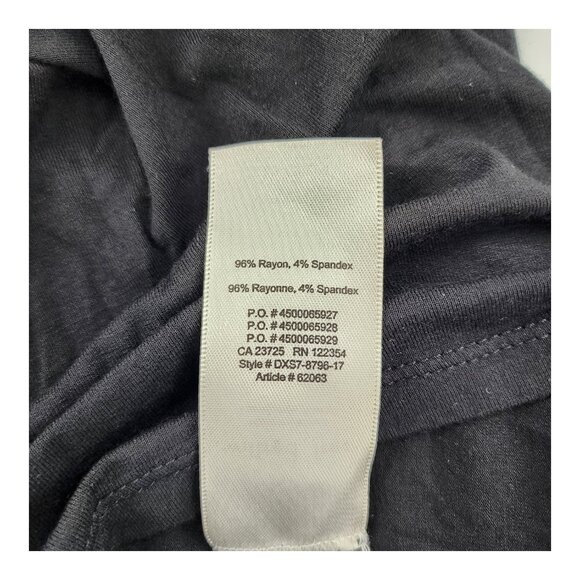 96% Rayon, 4% Spandex
96% Rayonne, 4% Spandex
P.O. # 4500065927
P.O. # 4500065928
P.O. # 4500065929
CA 23725 RN 122354
Style # DXS7-8796-17
Article # 62063